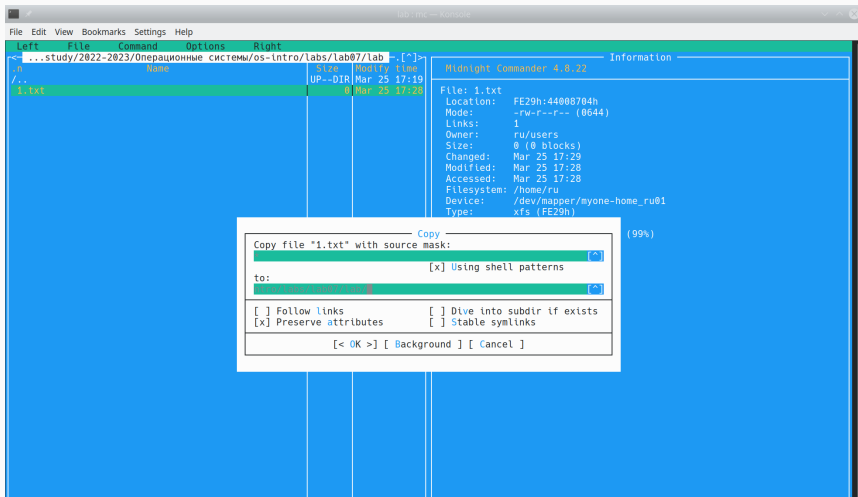 lab : mc — Konsole
File Edit View Bookmarks Settings Help
Left File Command Options Right
<— ...study/2022-2023/Операционные системы/os-intro/labs/lab07/lab —.[^]>
.n Name Size Modify time
/.. UP--DIR Mar 25 17:19
1.txt 0 Mar 25 17:28
Information
Midnight Commander 4.8.22
File: 1.txt
Location: FE29h:44008704h
Mode: -rw-r--r-- (0644)
Links: 1
Owner: ru/users
Size: 0 (0 blocks)
Changed: Mar 25 17:29
Modified: Mar 25 17:28
Accessed: Mar 25 17:28
Filesystem: /home/ru
Device: /dev/mapper/myone-home_ru01
Type: xfs (FE29h)
(99%)
Copy
Copy file "1.txt" with source mask:
[^]
[x] Using shell patterns
to:
[^]
[ ] Follow links [ ] Dive into subdir if exists
[x] Preserve attributes [ ] Stable symlinks
[< OK >] [ Background ] [ Cancel ]